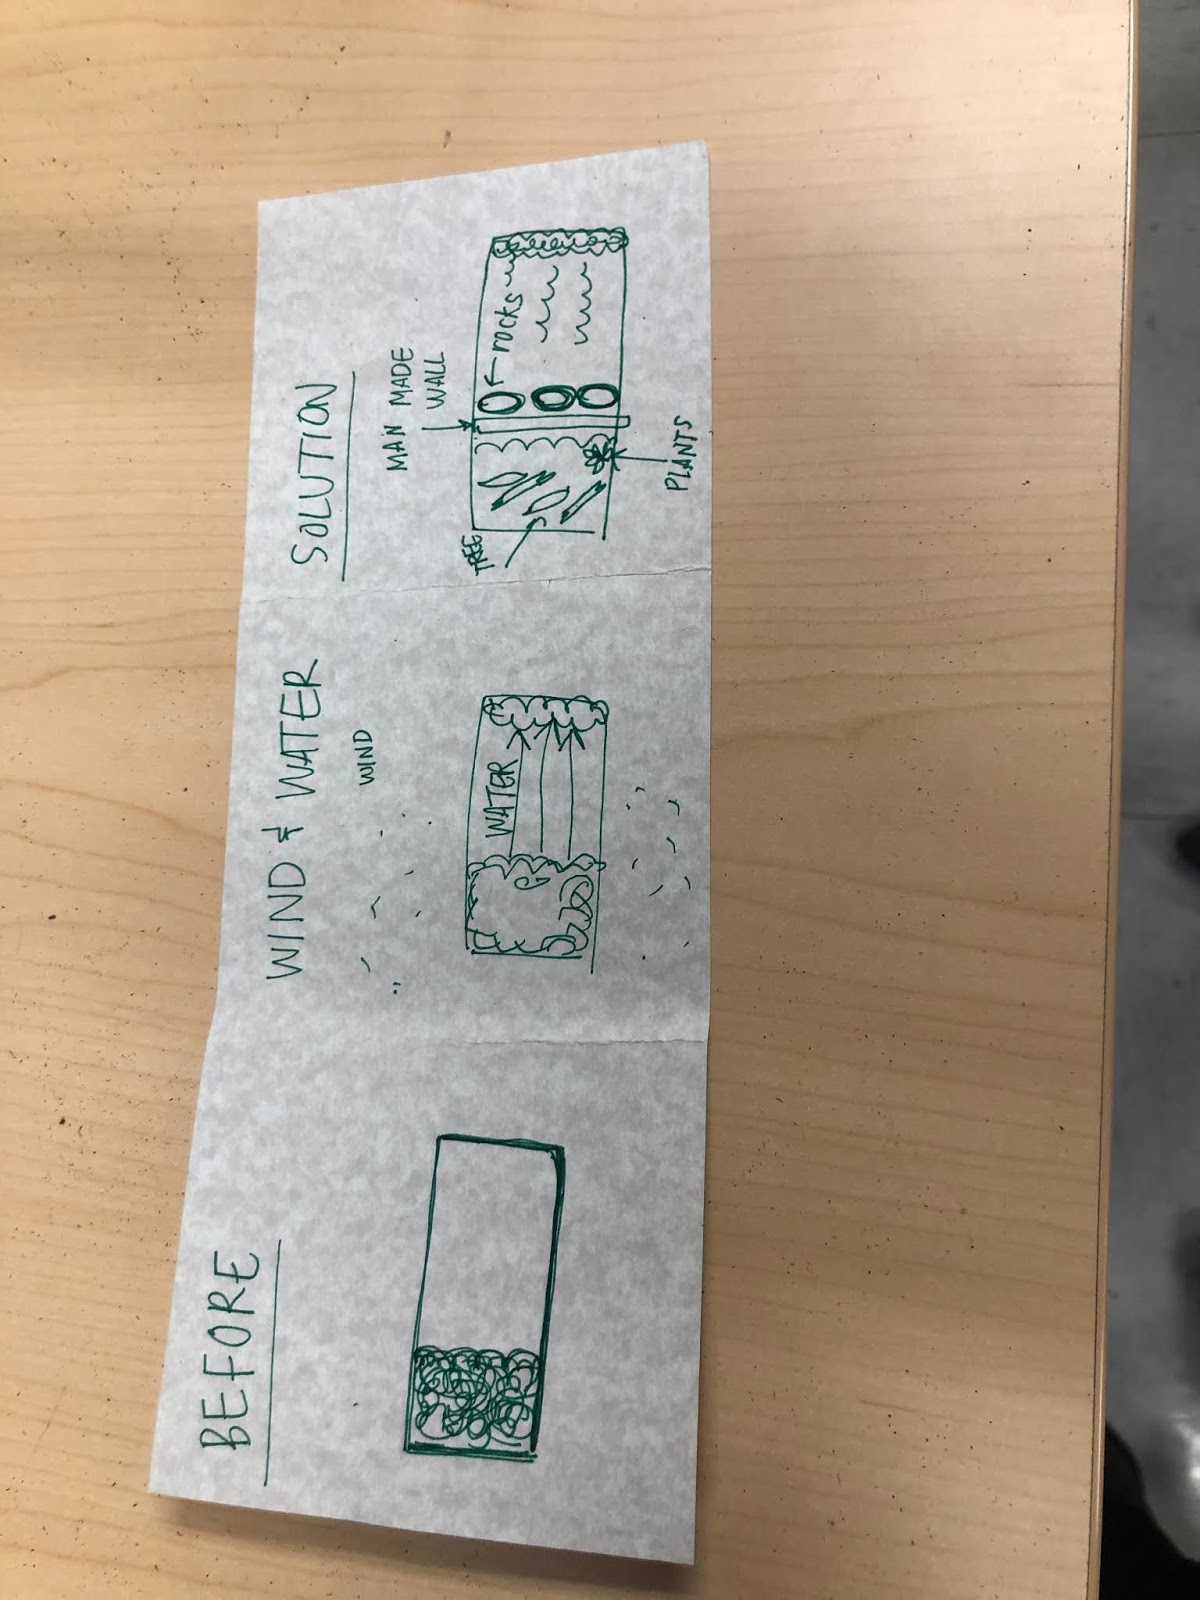 BEFORE
WIND & WATER
WIND
WATER
SOLUTION
MAN MADE
WALL
← rocks
TREE
PLANTS